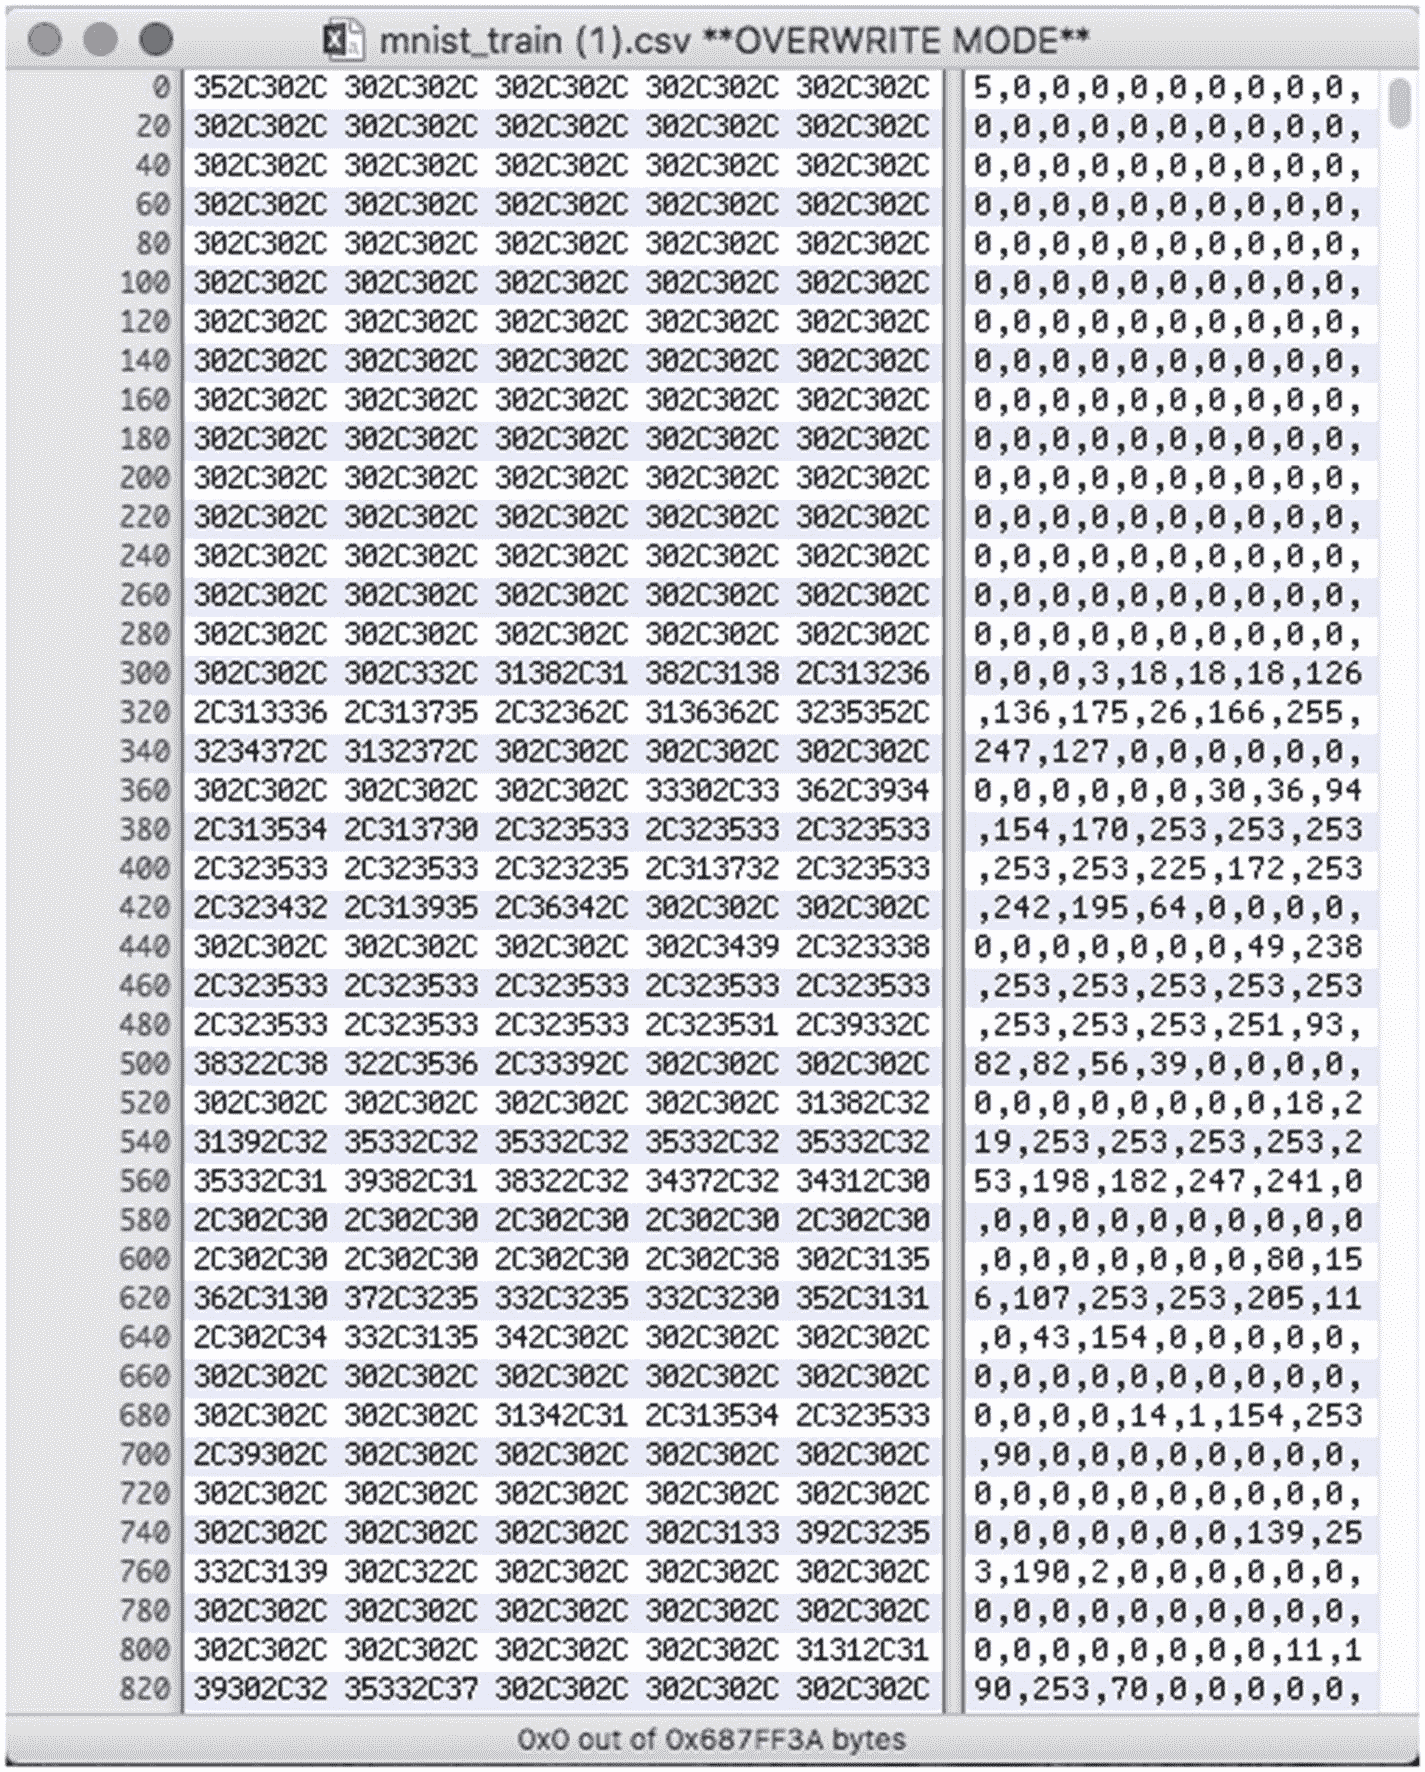 mnist_train (1).csv **OVERWRITE MODE**
0 352C302C 302C302C 302C302C 302C302C 302C302C 5,0,0,0,0,0,0,0,0,0,
20 302C302C 302C302C 302C302C 302C302C 302C302C 0,0,0,0,0,0,0,0,0,0,
40 302C302C 302C302C 302C302C 302C302C 302C302C 0,0,0,0,0,0,0,0,0,0,
60 302C302C 302C302C 302C302C 302C302C 302C302C 0,0,0,0,0,0,0,0,0,0,
80 302C302C 302C302C 302C302C 302C302C 302C302C 0,0,0,0,0,0,0,0,0,0,
100 302C302C 302C302C 302C302C 302C302C 302C302C 0,0,0,0,0,0,0,0,0,0,
120 302C302C 302C302C 302C302C 302C302C 302C302C 0,0,0,0,0,0,0,0,0,0,
140 302C302C 302C302C 302C302C 302C302C 302C302C 0,0,0,0,0,0,0,0,0,0,
160 302C302C 302C302C 302C302C 302C302C 302C302C 0,0,0,0,0,0,0,0,0,0,
180 302C302C 302C302C 302C302C 302C302C 302C302C 0,0,0,0,0,0,0,0,0,0,
200 302C302C 302C302C 302C302C 302C302C 302C302C 0,0,0,0,0,0,0,0,0,0,
220 302C302C 302C302C 302C302C 302C302C 302C302C 0,0,0,0,0,0,0,0,0,0,
240 302C302C 302C302C 302C302C 302C302C 302C302C 0,0,0,0,0,0,0,0,0,0,
260 302C302C 302C302C 302C302C 302C302C 302C302C 0,0,0,0,0,0,0,0,0,0,
280 302C302C 302C302C 302C302C 302C302C 302C302C 0,0,0,0,0,0,0,0,0,0,
300 302C302C 302C332C 31382C31 382C3138 2C313236 0,0,0,3,18,18,18,126
320 2C313336 2C313735 2C32362C 3136362C 3235352C ,136,175,26,166,255,
340 3234372C 3132372C 302C302C 302C302C 302C302C 247,127,0,0,0,0,0,0,
360 302C302C 302C302C 302C302C 33302C33 362C3934 0,0,0,0,0,0,30,36,94
380 2C313534 2C313730 2C323533 2C323533 2C323533 ,154,170,253,253,253
400 2C323533 2C323533 2C323235 2C313732 2C323533 ,253,253,225,172,253
420 2C323432 2C313935 2C36342C 302C302C 302C302C ,242,195,64,0,0,0,0,
440 302C302C 302C302C 302C302C 302C3439 2C323338 0,0,0,0,0,0,0,49,238
460 2C323533 2C323533 2C323533 2C323533 2C323533 ,253,253,253,253,253
480 2C323533 2C323533 2C323533 2C323531 2C39332C ,253,253,253,251,93,
500 38322C38 322C3536 2C33392C 302C302C 302C302C 82,82,56,39,0,0,0,0,
520 302C302C 302C302C 302C302C 302C302C 31382C32 0,0,0,0,0,0,0,0,18,2
540 31392C32 35332C32 35332C32 35332C32 35332C32 19,253,253,253,253,2
560 35332C31 39382C31 38322C32 34372C32 34312C30 53,198,182,247,241,0
580 2C302C30 2C302C30 2C302C30 2C302C30 2C302C30 ,0,0,0,0,0,0,0,0,0,0
600 2C302C30 2C302C30 2C302C30 2C302C38 302C3135 ,0,0,0,0,0,0,0,80,15
620 362C3130 372C3235 332C3235 332C3230 352C3131 6,107,253,253,205,11
640 2C302C34 332C3135 342C302C 302C302C 302C302C ,0,43,154,0,0,0,0,0,
660 302C302C 302C302C 302C302C 302C302C 302C302C 0,0,0,0,0,0,0,0,0,0,
680 302C302C 302C302C 31342C31 2C313534 2C323533 0,0,0,0,14,1,154,253
700 2C39302C 302C302C 302C302C 302C302C 302C302C ,90,0,0,0,0,0,0,0,0,
720 302C302C 302C302C 302C302C 302C302C 302C302C 0,0,0,0,0,0,0,0,0,0,
740 302C302C 302C302C 302C302C 302C3133 392C3235 0,0,0,0,0,0,0,139,25
760 332C3139 302C322C 302C302C 302C302C 302C302C 3,190,2,0,0,0,0,0,0,
780 302C302C 302C302C 302C302C 302C302C 302C302C 0,0,0,0,0,0,0,0,0,0,
800 302C302C 302C302C 302C302C 302C302C 31312C31 0,0,0,0,0,0,0,0,11,1
820 39302C32 35332C37 302C302C 302C302C 302C302C 90,253,70,0,0,0,0,0,
0x0 out of 0x687FF3A bytes